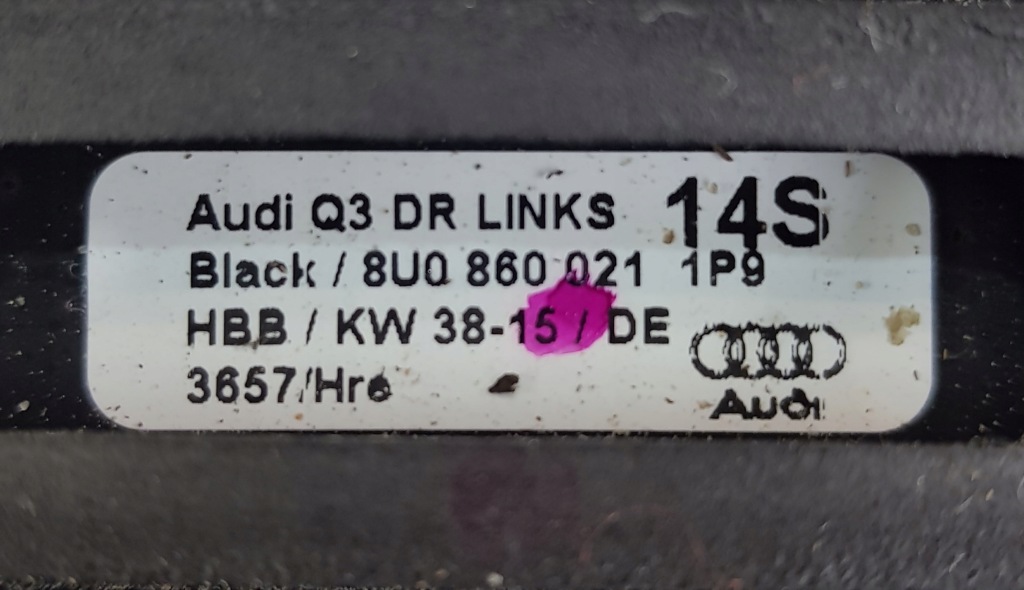 Audi Q3 DR LINKS 14S
Black / 8U0 860 021 1P9
HBB / KW 38-15 / DE
3657/Hre
Audi